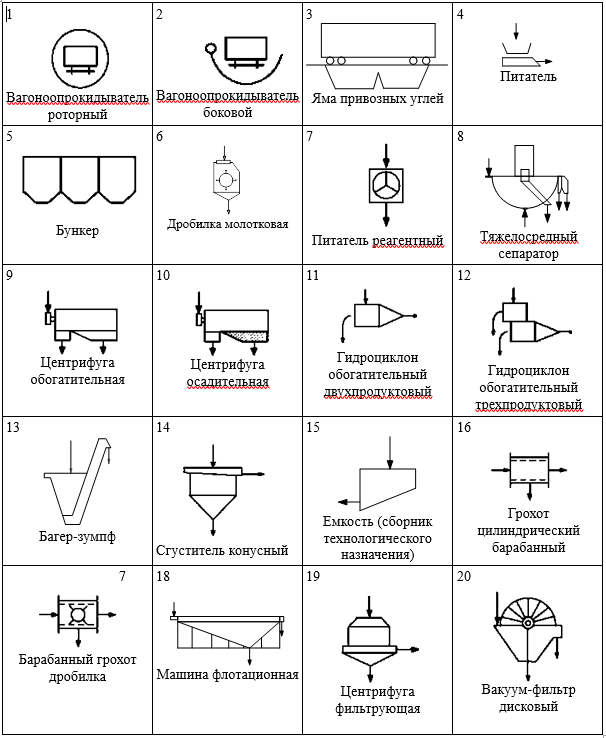 1
Вагоноопрокидыватель
роторный
2
Вагоноопрокидыватель
боковой
3
Яма привозных углей
4
Питатель
5
Бункер
6
Дробилка молотковая
7
Питатель реагентный
8
Тяжелосредный
сепаратор
9
Центрифуга
обогатительная
10
Центрифуга
осадительная
11
Гидроциклон
обогатительный
двухпродуктовый
12
Гидроциклон
обогатительный
трехпродуктовый
13
Багер-зумпф
14
Сгуститель конусный
15
Емкость (сборник
технологического
назначения)
16
Грохот
цилиндрический
барабанный
7
Барабанный грохот
дробилка
18
Машина флотационная
19
Центрифуга
фильтрующая
20
Вакуум-фильтр
дисковый